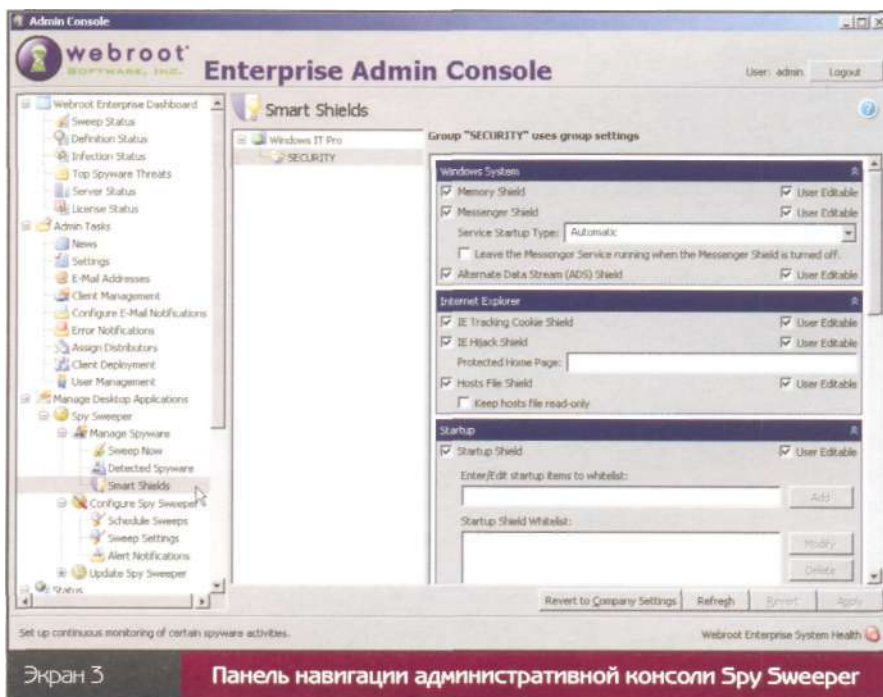 Admin Console
webroot
SOFTWARE, INC.
Enterprise Admin Console
User: admin
Logout
Webroot Enterprise Dashboard
Sweep Status
Definition Status
Infection Status
Top Spyware Threats
Server Status
License Status
Admin Tasks
News
Settings
E-Mail Addresses
Client Management
Configure E-Mail Notifications
Error Notifications
Assign Distributors
Client Deployment
User Management
Manage Desktop Applications
Spy Sweeper
Manage Spyware
Sweep Now
Detected Spyware
Smart Shields
Configure Spy Sweeper
Schedule Sweeps
Sweep Settings
Alert Notifications
Update Spy Sweeper
Status
Smart Shields
Windows IT Pro
SECURITY
Group "SECURITY" uses group settings
Windows System
Memory Shield
User Editable
Messenger Shield
User Editable
Service Startup Type: Automatic
Leave the Messenger Service running when the Messenger Shield is turned off.
Alternate Data Stream (ADS) Shield
User Editable
Internet Explorer
IE Tracking Cookie Shield
User Editable
IE Hijack Shield
User Editable
Protected Home Page:
Hosts File Shield
User Editable
Keep hosts file read-only
Startup
Startup Shield
User Editable
Enter/Edit startup items to whitelist:
Add
Startup Shield Whitelist:
Modify
Delete
Revert to Company Settings
Refresh
Revert
Apply
Set up continuous monitoring of certain spyware activities.
Webroot Enterprise System Health
Экран 3
Панель навигации административной консоли Spy Sweeper